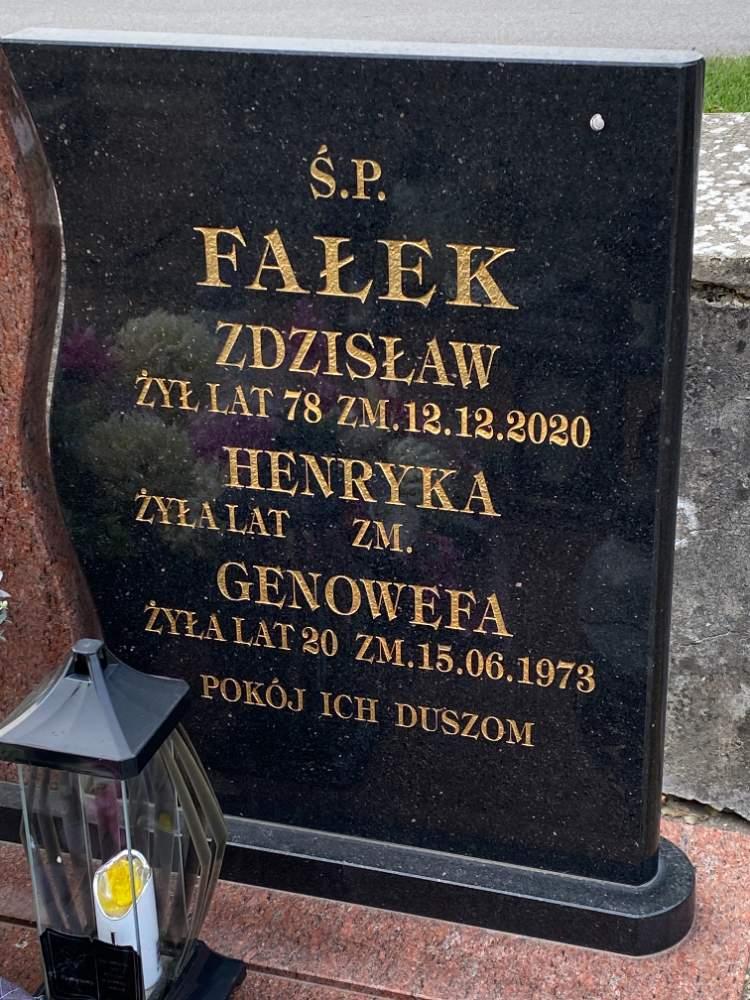 Ś.P.
FAŁEK
ZDZISŁAW
ŻYŁ LAT 78 ZM.12.12.2020
HENRYKA
ŻYŁA LAT ZM.
GENOWEFA
ŻYŁA LAT 20 ZM.15.06.1973
POKÓJ ICH DUSZOM